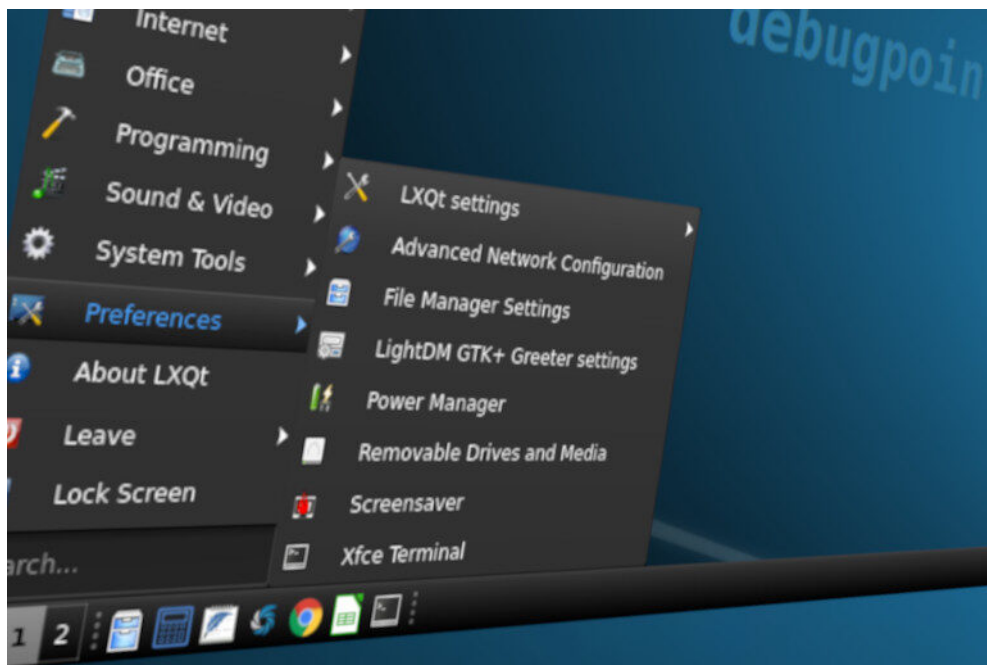 debugpoin
Internet
Office
Programming
Sound & Video
System Tools
Preferences
About LXQt
Leave
Lock Screen
arch...
LXQt settings
Advanced Network Configuration
File Manager Settings
LightDM GTK+ Greeter settings
Power Manager
Removable Drives and Media
Screensaver
Xfce Terminal
1 2